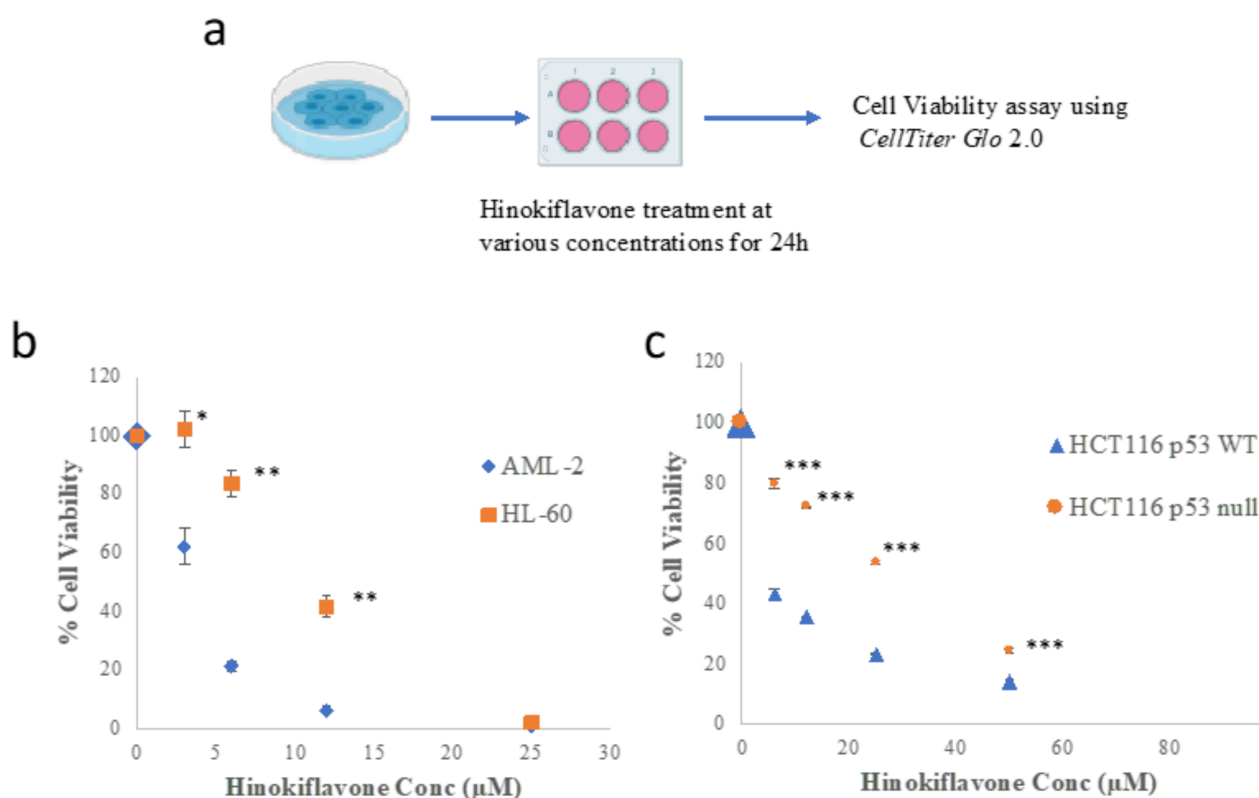 a
1 2 3
A
B
Cell Viability assay using
CellTiter Glo 2.0
Hinokiflavone treatment at
various concentrations for 24h
b
% Cell Viability
120
100
80
60
40
20
0
0 5 10 15 20 25 30
Hinokiflavone Conc (µM)
*
**
**
AML-2
HL-60
c
% Cell Viability
120
100
80
60
40
20
0
0 20 40 60 80
Hinokiflavone Conc (µM)
***
***
***
***
HCT116 p53 WT
HCT116 p53 null